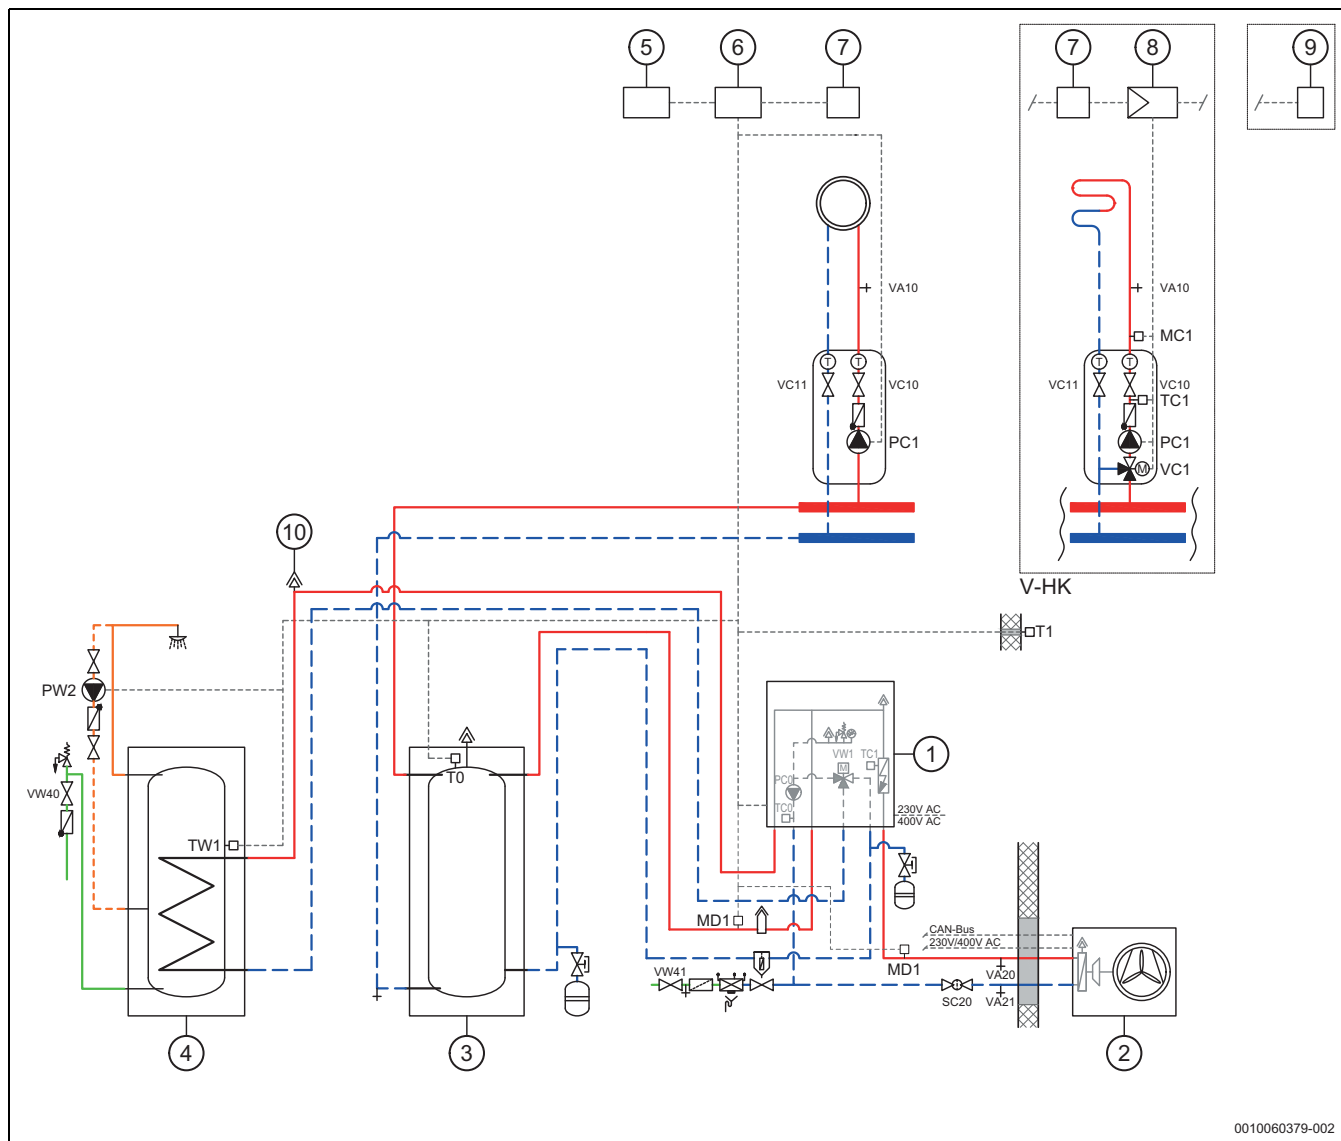 5 6 7 7 8 9
VA10 VA10
MC1
T T T T
VC11 VC10 VC11 VC10
TC1
PC1 PC1
M VC1
10
V-HK
T1
PW2
1
VW1 TC1
M
T0 PC0
VW40 TC0 230V AC
400V AC
TW1
MD1 CAN-Bus
230V/400V AC
MD1
VW41 VA20
SC20 VA21
4 3 2
0010060379-002